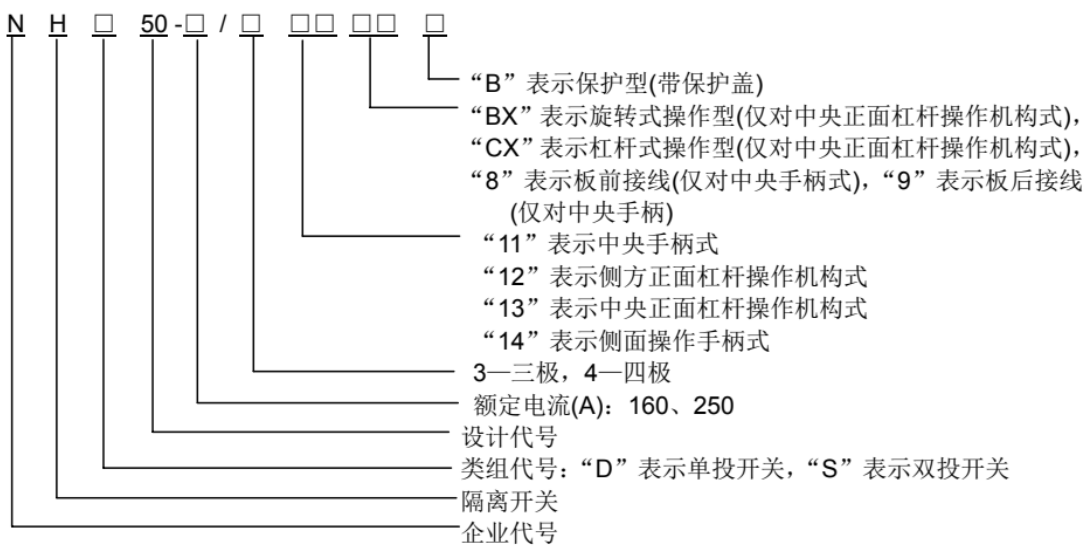 N H □ 50 -□ / □ □□ □□ □
“B”表示保护型(带保护盖)
“BX”表示旋转式操作型(仅对中央正面杠杆操作机构式)，
“CX”表示杠杆式操作型(仅对中央正面杠杆操作机构式)，
“8”表示板前接线(仅对中央手柄式)，“9”表示板后接线
(仅对中央手柄)
“11”表示中央手柄式
“12”表示侧方正面杠杆操作机构式
“13”表示中央正面杠杆操作机构式
“14”表示侧面操作手柄式
3—三极，4—四极
额定电流(A)：160、250
设计代号
类组代号：“D”表示单投开关，“S”表示双投开关
隔离开关
企业代号